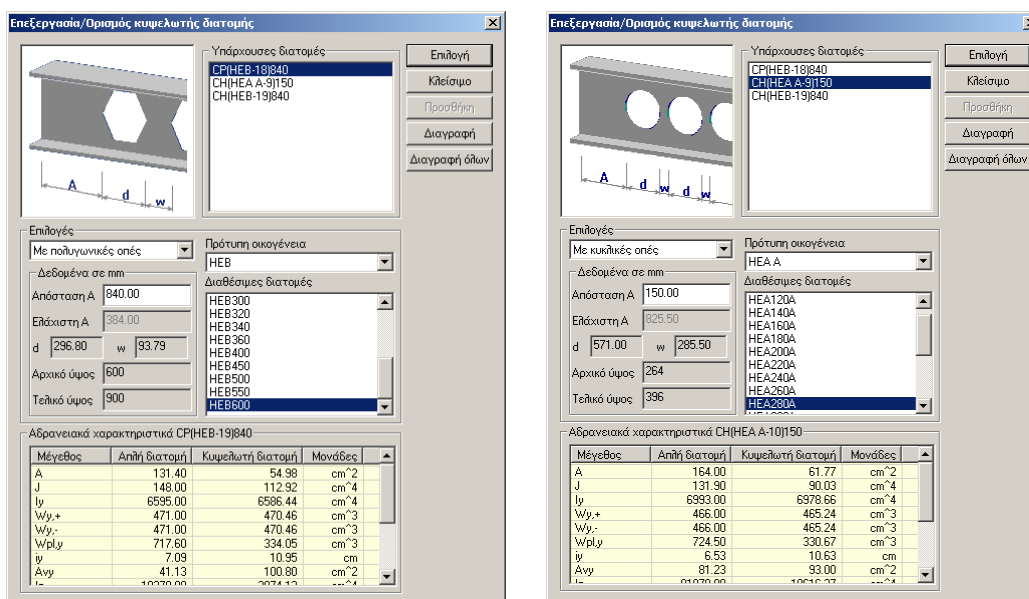 Επεξεργασία/Ορισμός κυψελωτής διατομής
Υπάρχουσες διατομές
CP(HEB-18)840
CH(HEA A-9)150
CH(HEB-19)840
Επιλογή
Κλείσιμο
Προσθήκη
Διαγραφή
Διαγραφή όλων
A
d
w
Επιλογές
Με πολυγωνικές οπές
Πρότυπη οικογένεια
HEB
Δεδομένα σε mm
Απόσταση A 840.00
Ελάχιστη A 384.00
d 296.80 w 93.79
Αρχικό ύψος 600
Τελικό ύψος 900
Διαθέσιμες διατομές
HEB300
HEB320
HEB340
HEB360
HEB400
HEB450
HEB500
HEB550
HEB600
Αδρανειακά χαρακτηριστικά CP(HEB-19)840
Μέγεθος Απλή διατομή Κυψελωτή διατομή Μονάδες
A 131.40 54.98 cm^2
J 148.00 112.92 cm^4
Iy 6595.00 6586.44 cm^4
Wy,+ 471.00 470.46 cm^3
Wy,- 471.00 470.46 cm^3
Wpl,y 717.60 334.05 cm^3
iy 7.09 10.95 cm
Avy 41.13 100.80 cm^2
Επεξεργασία/Ορισμός κυψελωτής διατομής
Υπάρχουσες διατομές
CP(HEB-18)840
CH(HEA A-9)150
CH(HEB-19)840
Επιλογή
Κλείσιμο
Προσθήκη
Διαγραφή
Διαγραφή όλων
A
d
w
d
w
Επιλογές
Με κυκλικές οπές
Πρότυπη οικογένεια
HEA A
Δεδομένα σε mm
Απόσταση A 150.00
Ελάχιστη A 825.50
d 571.00 w 285.50
Αρχικό ύψος 264
Τελικό ύψος 396
Διαθέσιμες διατομές
HEA120A
HEA140A
HEA160A
HEA180A
HEA200A
HEA220A
HEA240A
HEA260A
HEA280A
Αδρανειακά χαρακτηριστικά CH(HEA A-10)150
Μέγεθος Απλή διατομή Κυψελωτή διατομή Μονάδες
A 164.00 61.77 cm^2
J 131.90 90.03 cm^4
Iy 6993.00 6978.66 cm^4
Wy,+ 466.00 465.24 cm^3
Wy,- 466.00 465.24 cm^3
Wpl,y 724.50 330.67 cm^3
iy 6.53 10.63 cm
Avy 81.23 93.00 cm^2